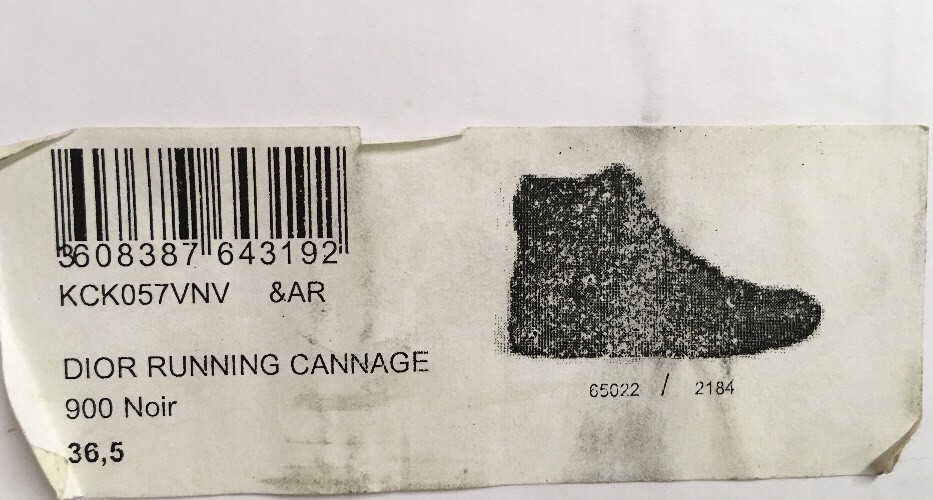 3608387 643192
KCK057VNV &AR
DIOR RUNNING CANNAGE
900 Noir
36,5
65022 / 2184